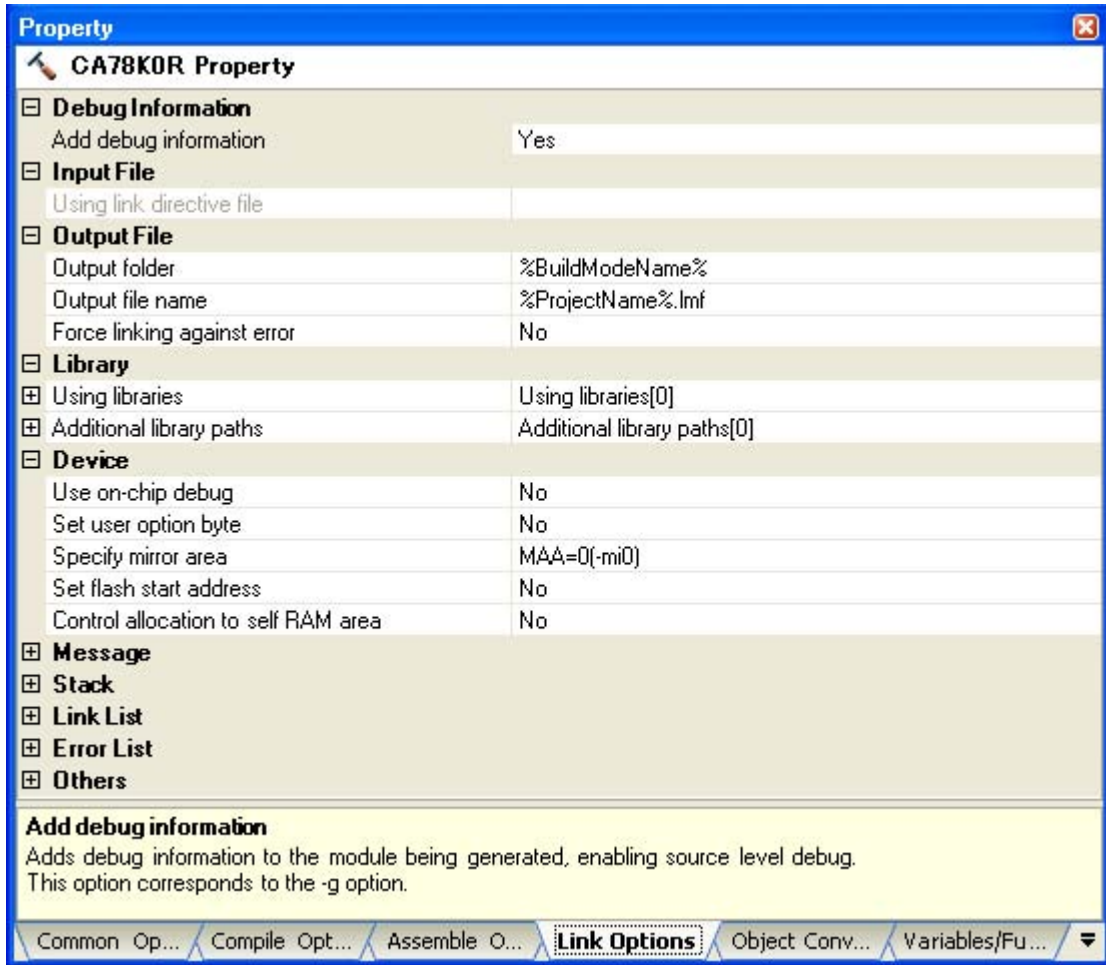 Property
CA78K0R Property
Debug Information
Add debug information Yes
Input File
Using link directive file
Output File
Output folder %BuildModeName%
Output file name %ProjectName%.lmf
Force linking against error No
Library
Using libraries Using libraries[0]
Additional library paths Additional library paths[0]
Device
Use on-chip debug No
Set user option byte No
Specify mirror area MAA=0(-mi0)
Set flash start address No
Control allocation to self RAM area No
Message
Stack
Link List
Error List
Others
Add debug information
Adds debug information to the module being generated, enabling source level debug.
This option corresponds to the -g option.
Common Op... Compile Opt... Assemble O... Link Options Object Conv... Variables/Fu...